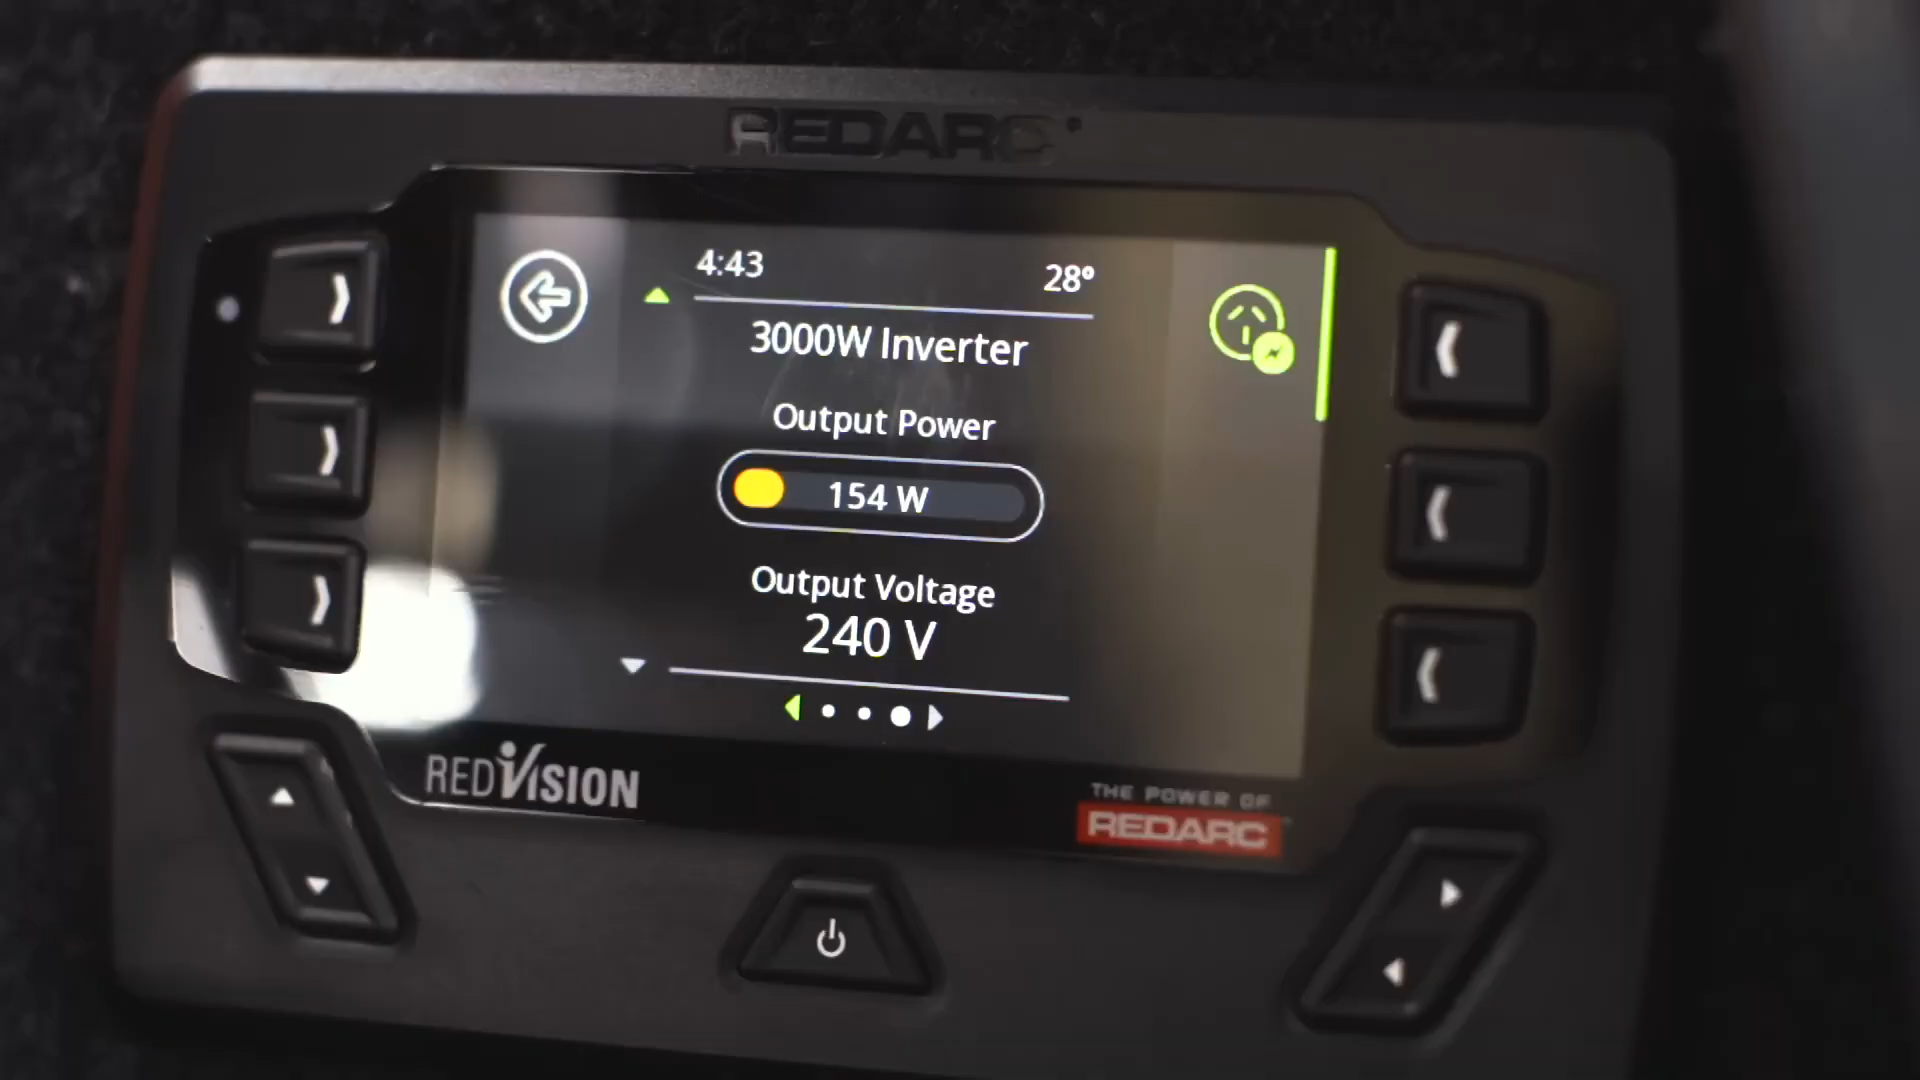 REDARC
4:43
28°
3000W Inverter
Output Power
154 W
Output Voltage
240 V
REDVISION
THE POWER OF
REDARC